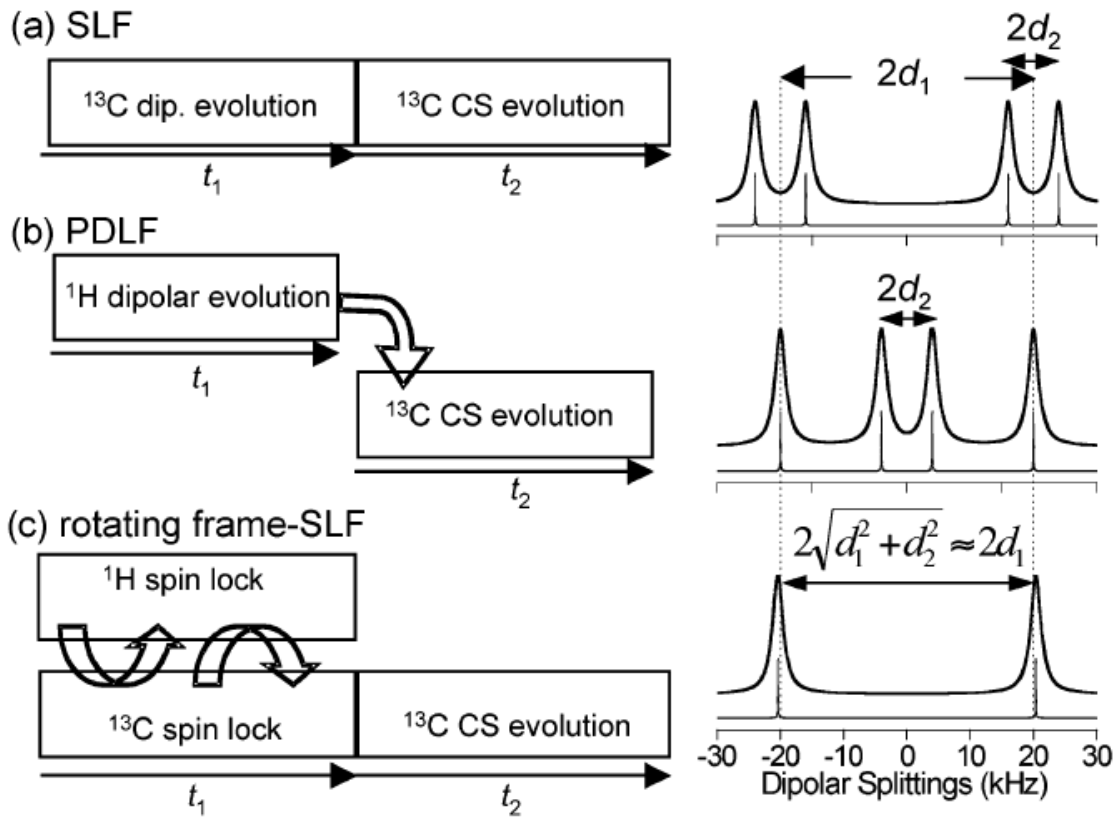 (a) SLF
¹³C dip. evolution
¹³C CS evolution
t₁
t₂
2d₂
2d₁
(b) PDLF
¹H dipolar evolution
t₁
¹³C CS evolution
t₂
2d₂
(c) rotating frame-SLF
¹H spin lock
¹³C spin lock
¹³C CS evolution
t₁
t₂
2√(d₁²+d₂²) ≈2d₁
-30 -20 -10 0 10 20 30
Dipolar Splittings (kHz)